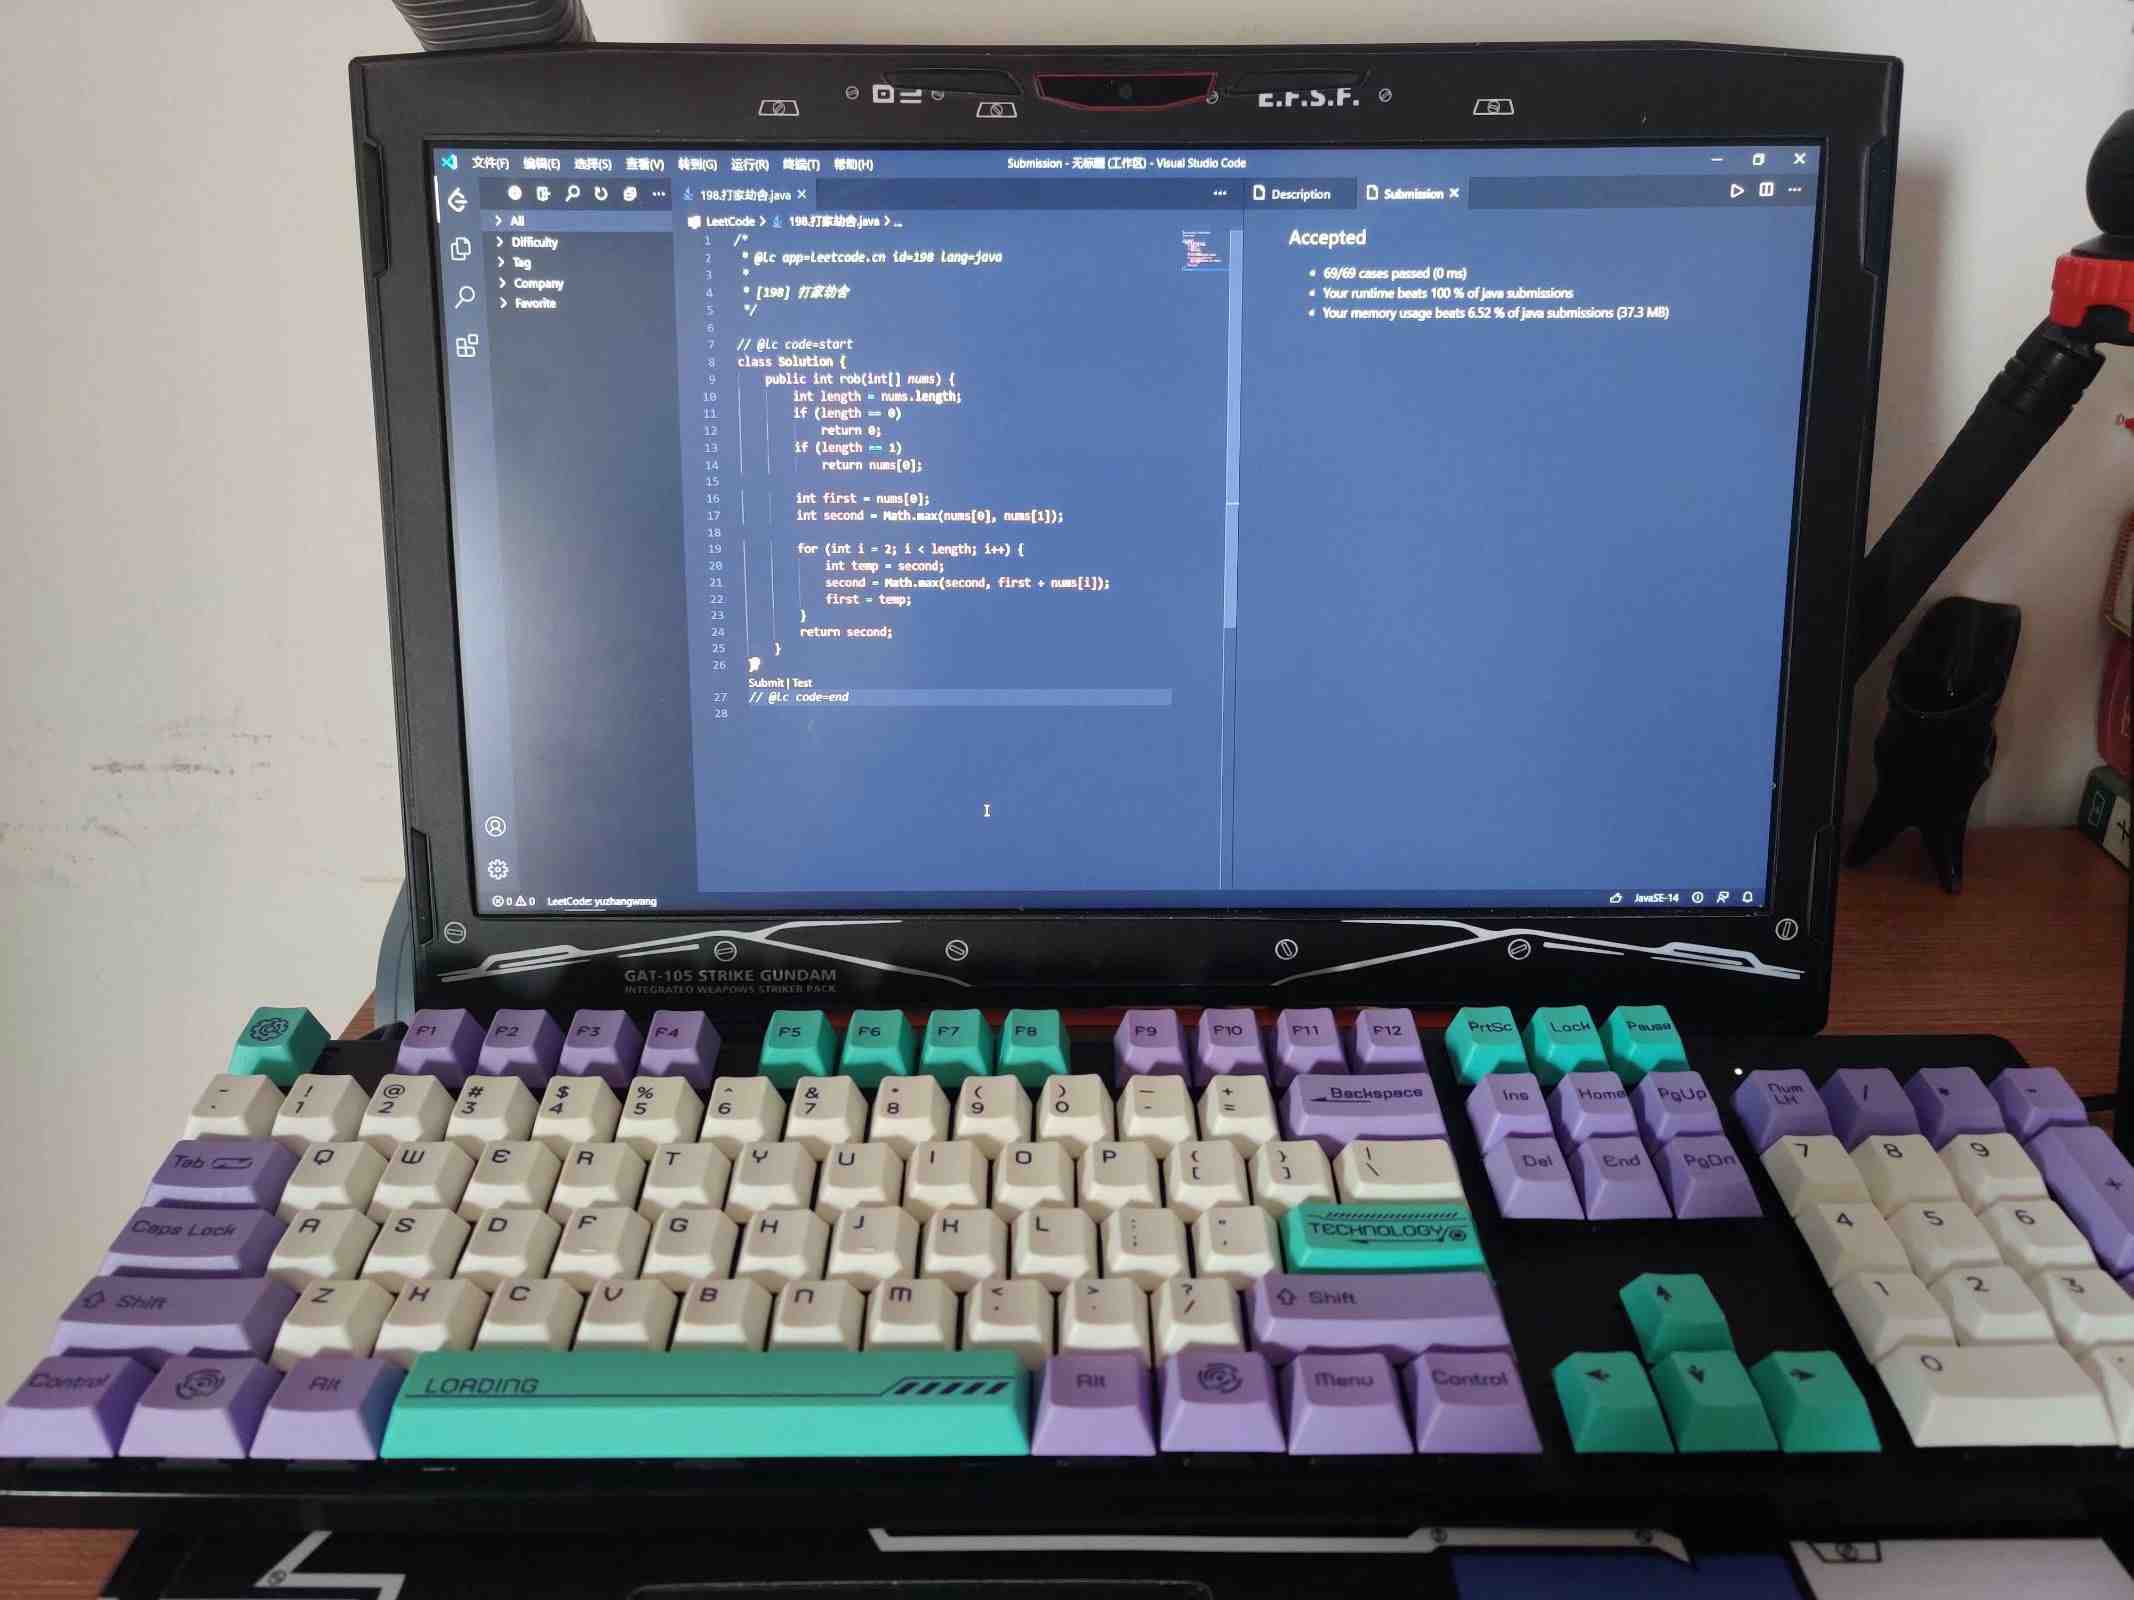 E.F.S.F.
文件(F) 编辑(E) 选择(S) 查看(V) 转到(G) 运行(R) 终端(T) 帮助(H) Submission - 无标题 (工作区) - Visual Studio Code
198.打家劫舍.java
Description Submission
LeetCode > 198.打家劫舍.java > ...
All
Difficulty
Tag
Company
Favorite
1 /*
2 * @lc app=leetcode.cn id=198 lang=java
3 *
4 * [198] 打家劫舍
5 */
6
7 // @lc code=start
8 class Solution {
9 public int rob(int[] nums) {
10 int length = nums.length;
11 if (length == 0)
12 return 0;
13 if (length == 1)
14 return nums[0];
15
16 int first = nums[0];
17 int second = Math.max(nums[0], nums[1]);
18
19 for (int i = 2; i < length; i++) {
20 int temp = second;
21 second = Math.max(second, first + nums[i]);
22 first = temp;
23 }
24 return second;
25 }
26 }
Submit | Test
27 // @lc code=end
28
Accepted
69/69 cases passed (0 ms)
Your runtime beats 100 % of java submissions
Your memory usage beats 6.52 % of java submissions (37.3 MB)
0 0 LeetCode: yuzhangwang JavaSE-14
GAT-105 STRIKE GUNDAM
INTEGRATED WEAPOWS STRIKER PACK
F1 F2 F3 F4 F5 F6 F7 F8 F9 F10 F11 F12 PrtSc Lock Pause
! @ # $ % ^ & * ( ) — +
1 2 3 4 5 6 7 8 9 0 - = Backspace Ins Home PgUp Num LK / * -
Tab Q W E R T Y U I O P { [ } ] | \ Del End PgDn 7 8 9 +
Caps Lock A S D F G H J K L : ; " ' TECHNOLOGY 4 5 6
Shift Z X C V B N M < , > . ? / Shift 1 2 3
Control Alt LOADING Alt Menu Control 0 .